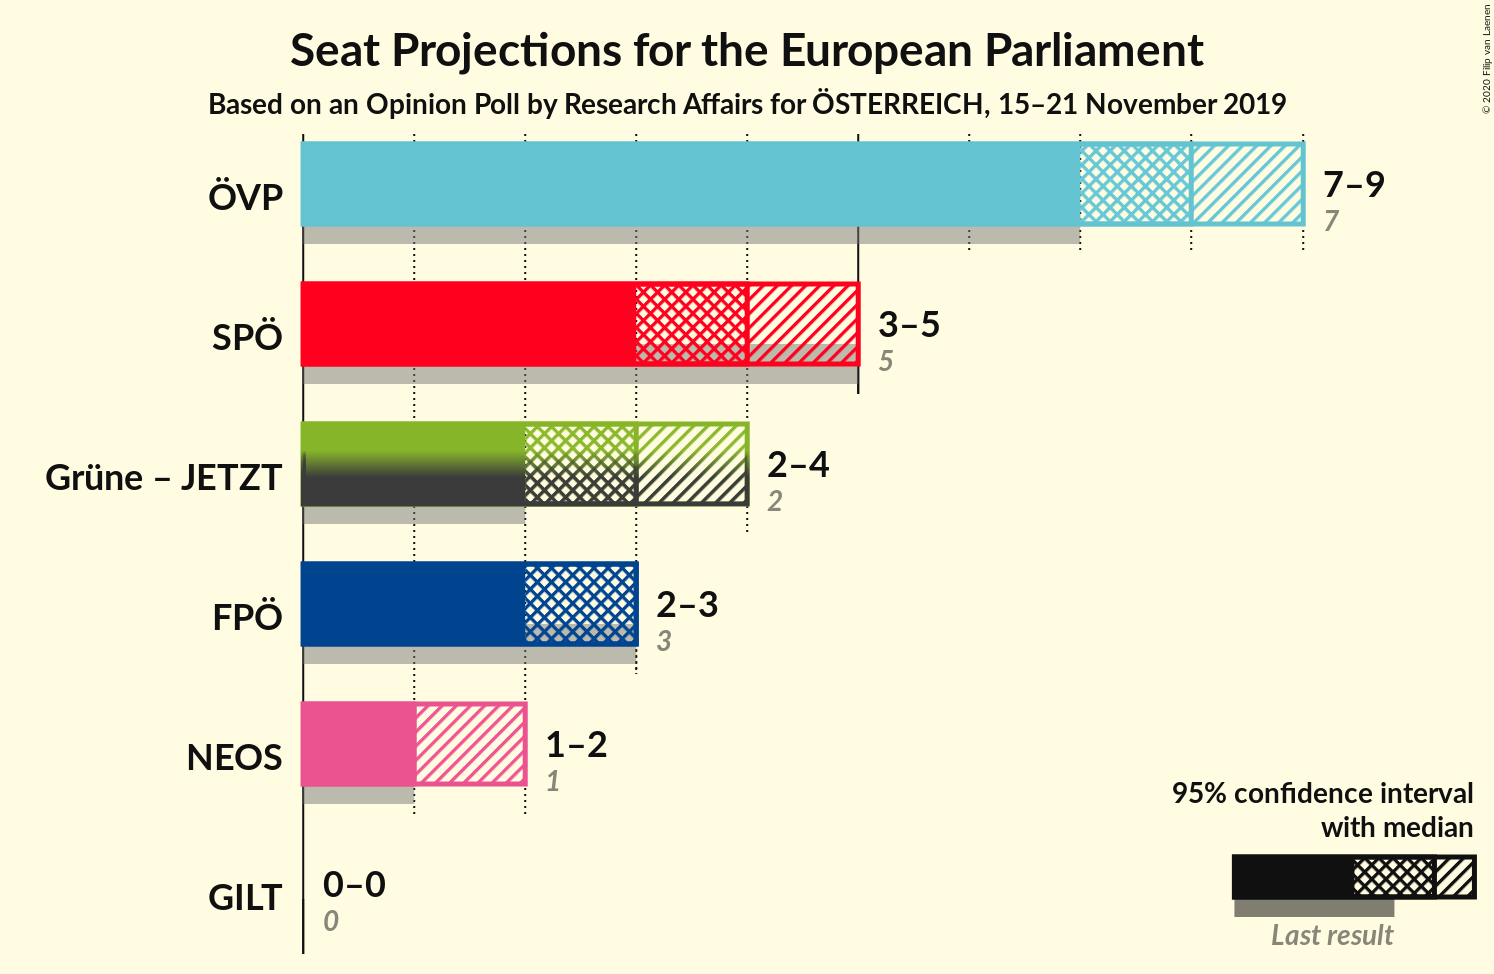 Seat Projections for the European Parliament
Based on an Opinion Poll by Research Affairs for ÖSTERREICH, 15–21 November 2019
© 2020 Filip van Laenen
ÖVP
7–9
7
SPÖ
3–5
5
Grüne – JETZT
2–4
2
FPÖ
2–3
3
NEOS
1–2
1
GILT
0–0
0
95% confidence interval
with median
Last result